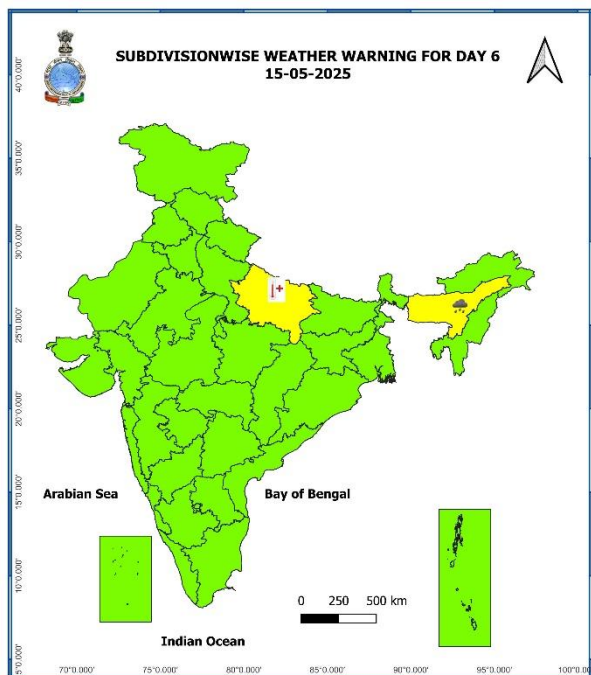 SUBDIVISIONWISE WEATHER WARNING FOR DAY 6
15-05-2025
40°0.000'
35°0.000'
30°0.000'
25°0.000'
20°0.000'
15°0.000'
10°0.000'
5°0.000'
Arabian Sea
Bay of Bengal
0 250 500 km
Indian Ocean
70°0.000' 75°0.000' 80°0.000' 85°0.000' 90°0.000' 95°0.000' 100°0.000